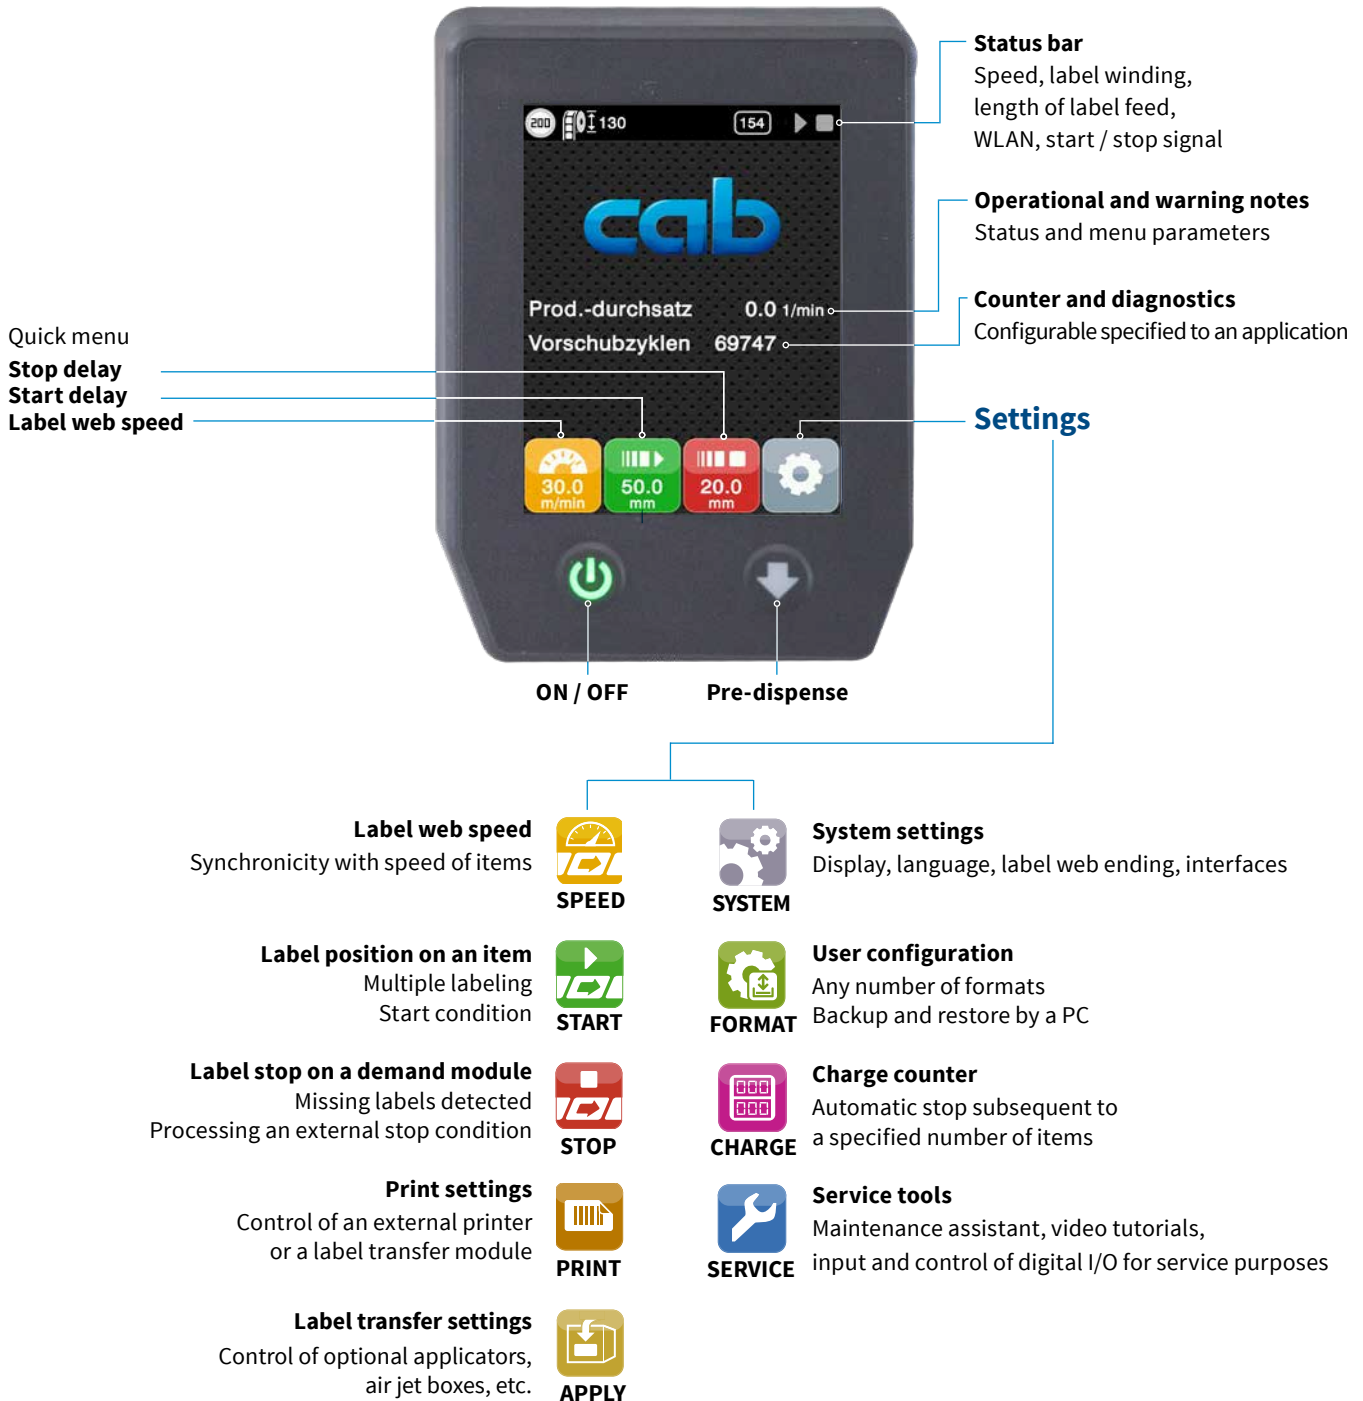 Status bar
Speed, label winding,
length of label feed,
WLAN, start / stop signal
200 130 154
cab
Operational and warning notes
Status and menu parameters
Prod.-durchsatz 0.0 1/min
Counter and diagnostics
Configurable specified to an application
Vorschubzyklen 69747
Quick menu
Stop delay
Start delay
Label web speed
Settings
30.0
m/min
50.0
mm
20.0
mm
ON / OFF
Pre-dispense
Label web speed
Synchronicity with speed of items
SPEED
Label position on an item
Multiple labeling
Start condition
START
Label stop on a demand module
Missing labels detected
Processing an external stop condition
STOP
Print settings
Control of an external printer
or a label transfer module
PRINT
Label transfer settings
Control of optional applicators,
air jet boxes, etc.
APPLY
System settings
Display, language, label web ending, interfaces
SYSTEM
User configuration
Any number of formats
Backup and restore by a PC
FORMAT
Charge counter
Automatic stop subsequent to
a specified number of items
000
000
CHARGE
Service tools
Maintenance assistant, video tutorials,
input and control of digital I/O for service purposes
SERVICE